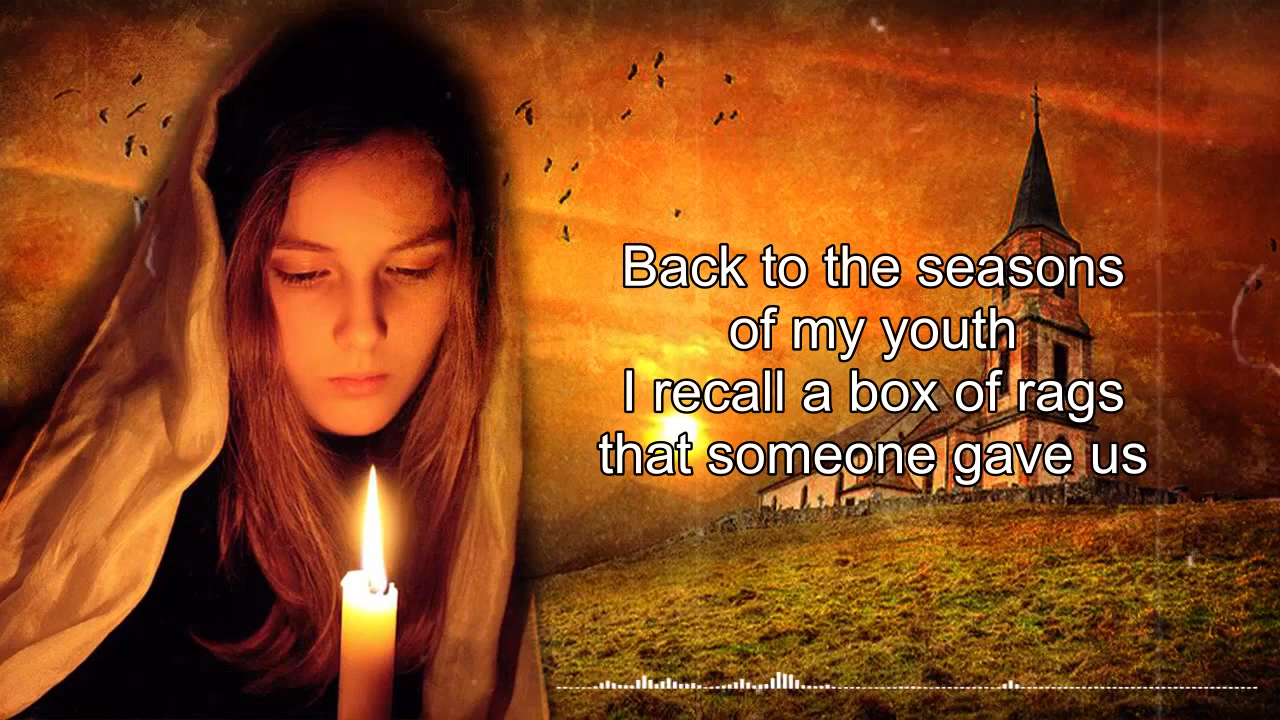 Back to the seasons
of my youth
I recall a box of rags
that someone gave us